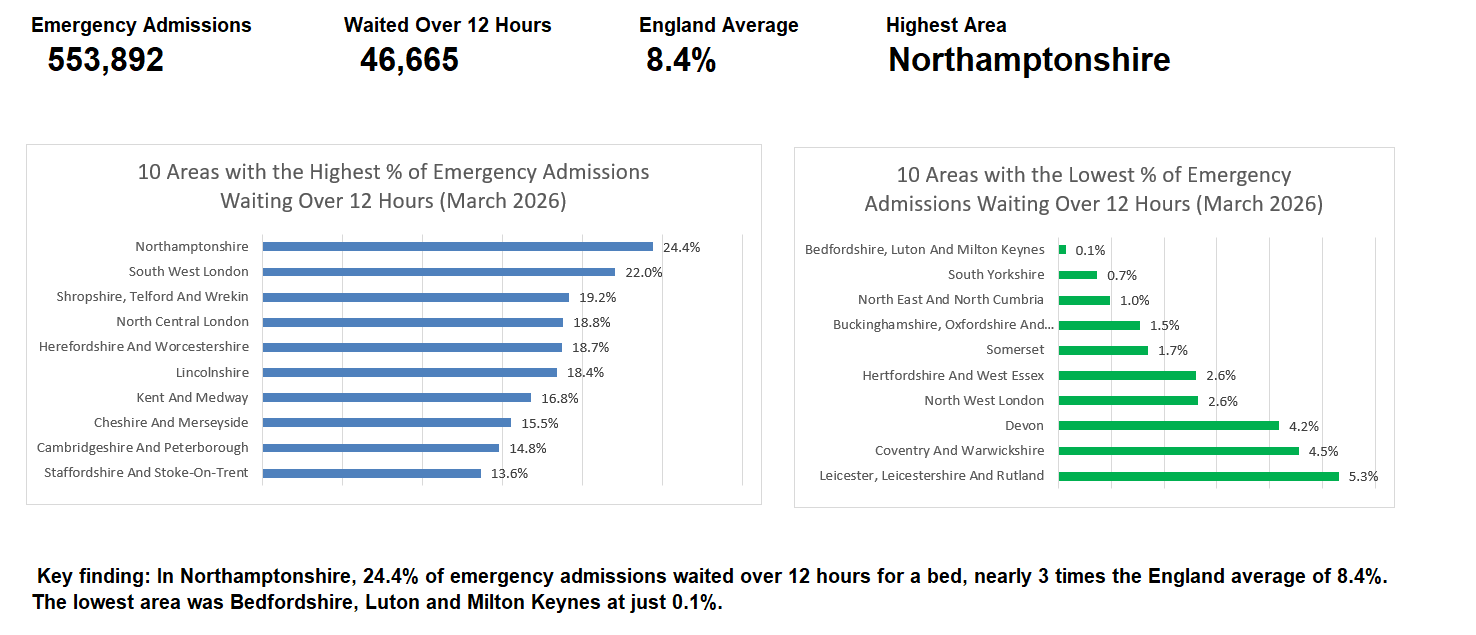 Emergency Admissions
553,892
Waited Over 12 Hours
46,665
England Average
8.4%
Highest Area
Northamptonshire
10 Areas with the Highest % of Emergency Admissions
Waiting Over 12 Hours (March 2026)
Northamptonshire 24.4%
South West London 22.0%
Shropshire, Telford And Wrekin 19.2%
North Central London 18.8%
Herefordshire And Worcestershire 18.7%
Lincolnshire 18.4%
Kent And Medway 16.8%
Cheshire And Merseyside 15.5%
Cambridgeshire And Peterborough 14.8%
Staffordshire And Stoke-On-Trent 13.6%
10 Areas with the Lowest % of Emergency
Admissions Waiting Over 12 Hours (March 2026)
Bedfordshire, Luton And Milton Keynes 0.1%
South Yorkshire 0.7%
North East And North Cumbria 1.0%
Buckinghamshire, Oxfordshire And... 1.5%
Somerset 1.7%
Hertfordshire And West Essex 2.6%
North West London 2.6%
Devon 4.2%
Coventry And Warwickshire 4.5%
Leicester, Leicestershire And Rutland 5.3%
Key finding: In Northamptonshire, 24.4% of emergency admissions waited over 12 hours for a bed, nearly 3 times the England average of 8.4%.
The lowest area was Bedfordshire, Luton and Milton Keynes at just 0.1%.